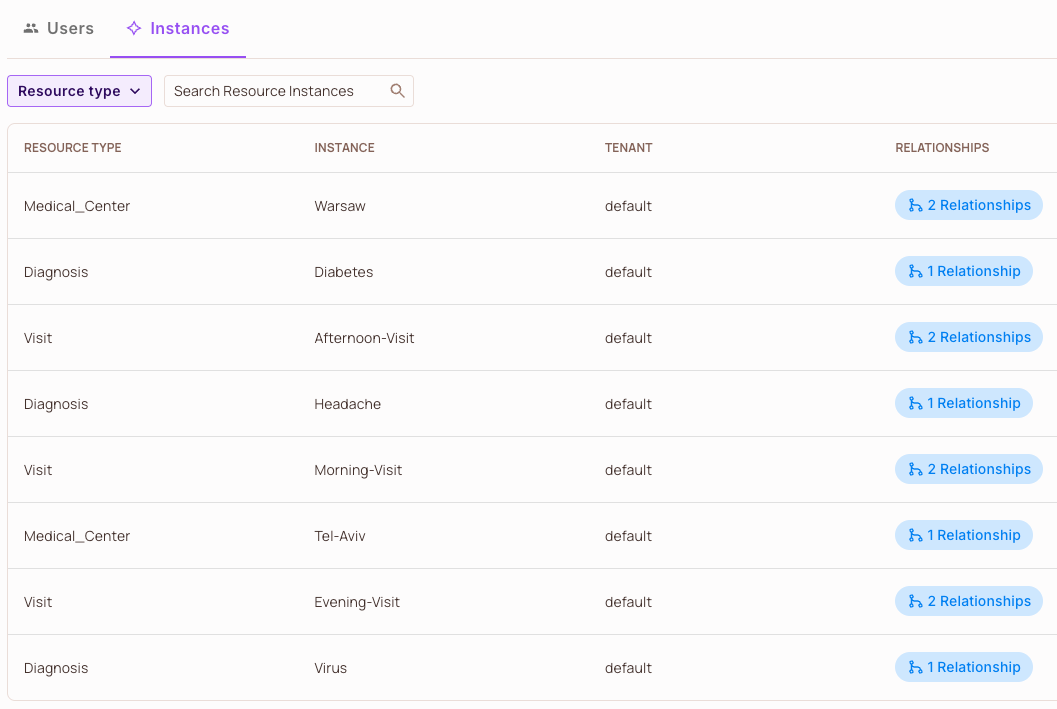 Users Instances
Resource type Search Resource Instances
RESOURCE TYPE INSTANCE TENANT RELATIONSHIPS
Medical_Center Warsaw default 2 Relationships
Diagnosis Diabetes default 1 Relationship
Visit Afternoon-Visit default 2 Relationships
Diagnosis Headache default 1 Relationship
Visit Morning-Visit default 2 Relationships
Medical_Center Tel-Aviv default 1 Relationship
Visit Evening-Visit default 2 Relationships
Diagnosis Virus default 1 Relationship